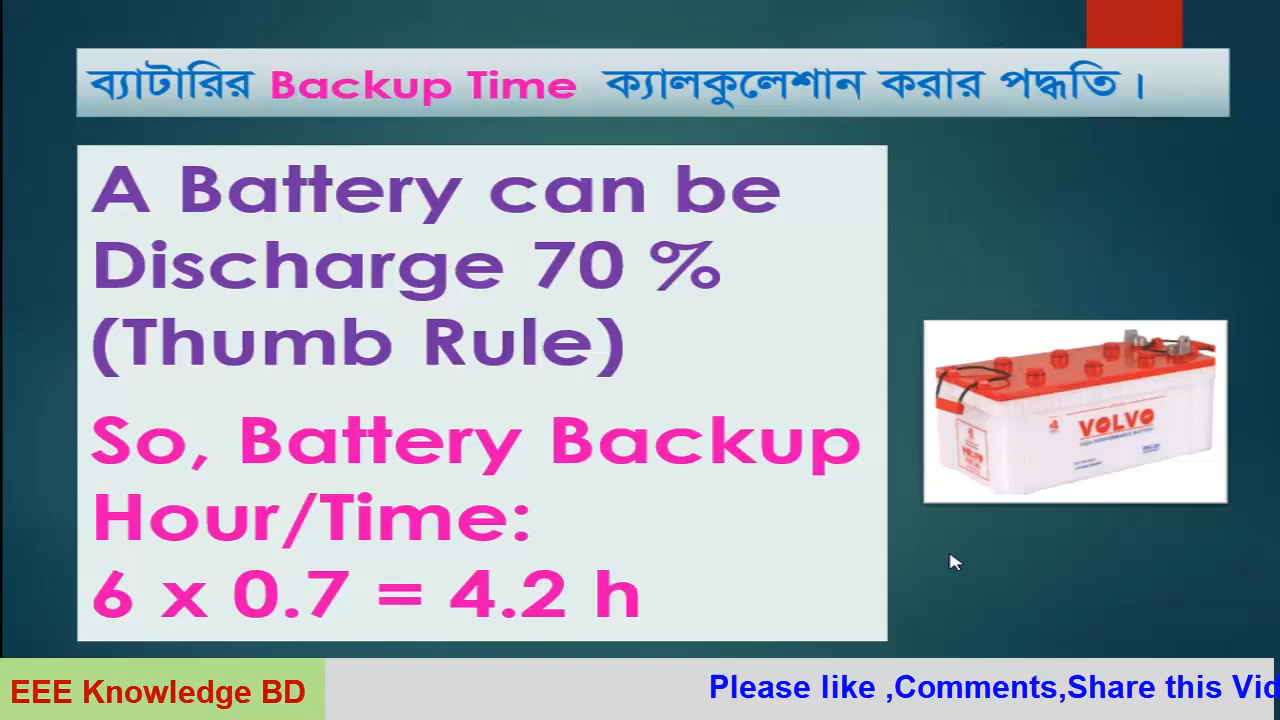 ব্যাটারির Backup Time ক্যালকুলেশান করার পদ্ধতি।
A Battery can be
Discharge 70 %
(Thumb Rule)
So, Battery Backup
Hour/Time:
6 x 0.7 = 4.2 h
VOLVO
EEE Knowledge BD
Please like ,Comments,Share this Vid